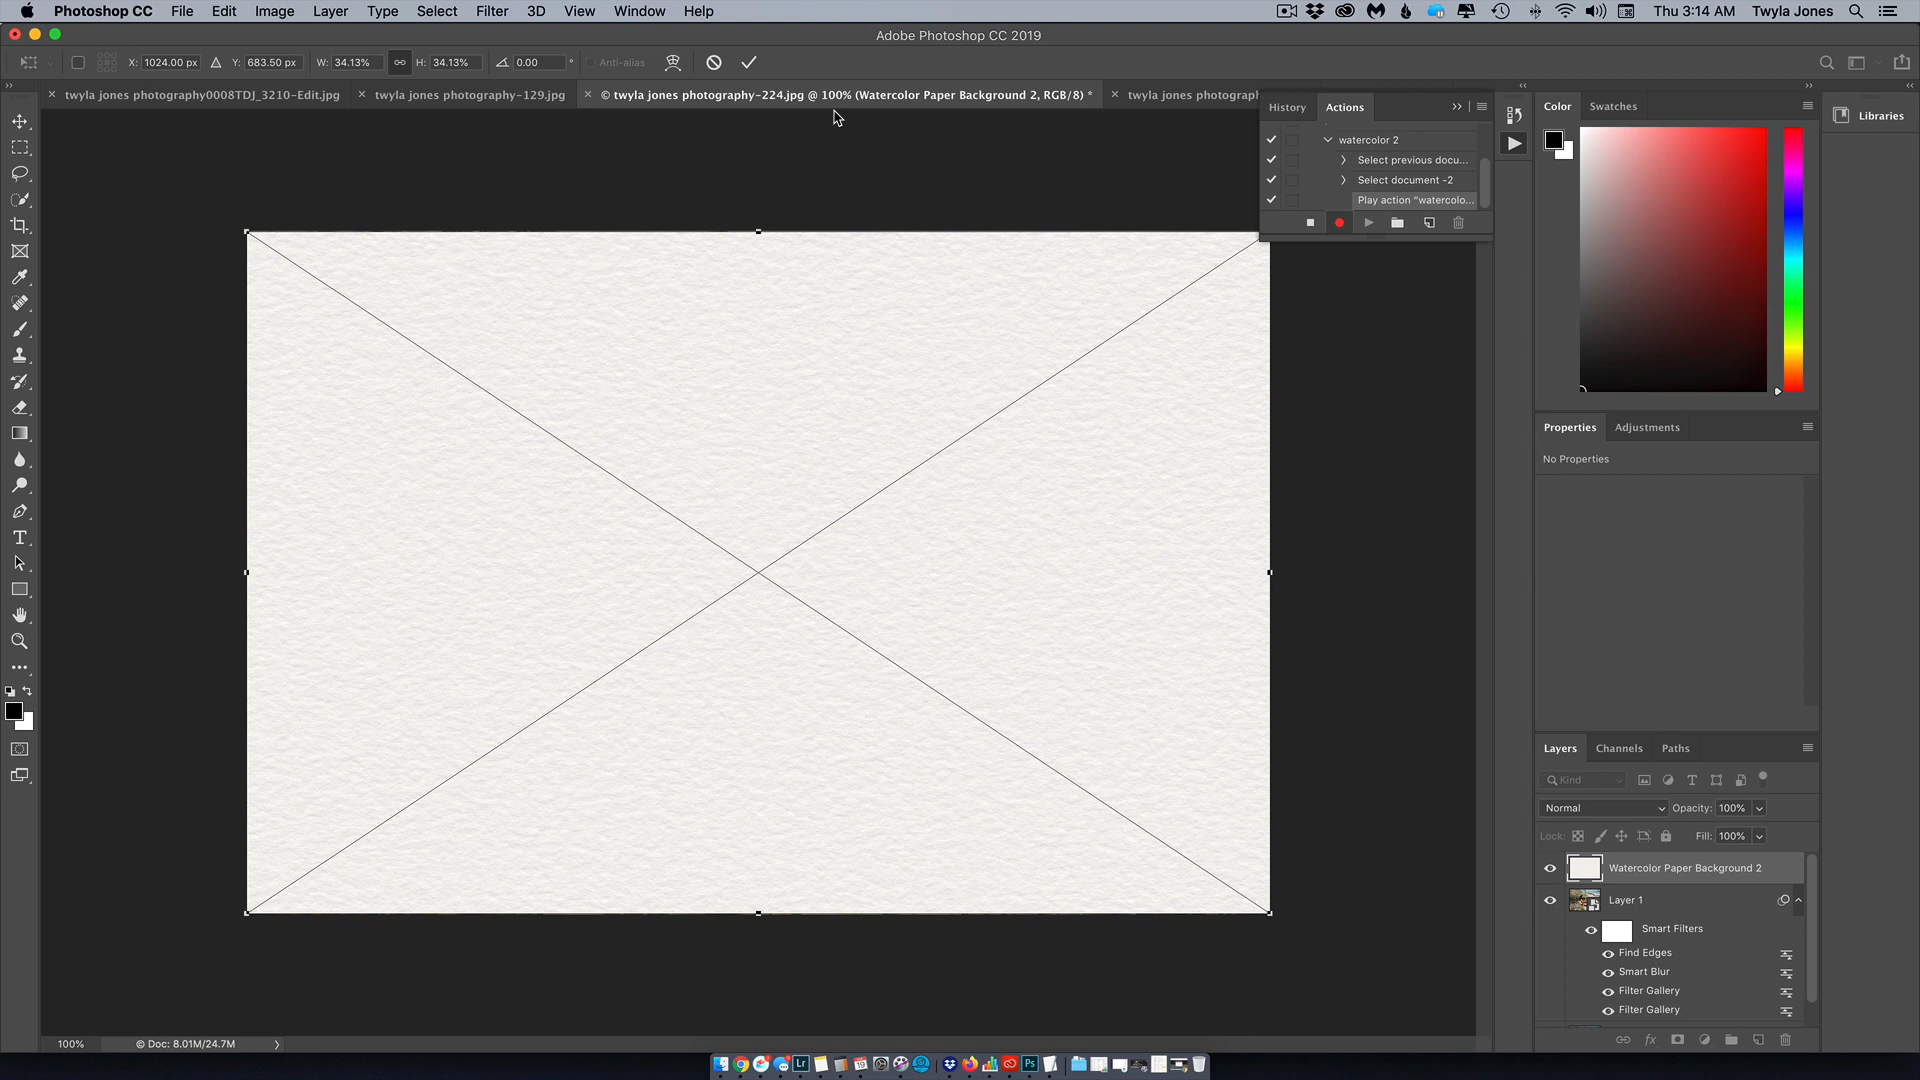 Photoshop CC File Edit Image Layer Type Select Filter 3D View Window Help Thu 3:14 AM Twyla Jones
Adobe Photoshop CC 2019
X: 1024.00 px Y: 683.50 px W: 34.13% H: 34.13% 0.00 ° Anti-alias
twyla jones photography0008TDJ_3210-Edit.jpg
twyla jones photography-129.jpg
© twyla jones photography-224.jpg @ 100% (Watercolor Paper Background 2, RGB/8) *
twyla jones photograph
History Actions
watercolor 2
Select previous docu...
Select document -2
Play action “watercolo...
Color Swatches
Libraries
Properties Adjustments
No Properties
Layers Channels Paths
Kind
Normal Opacity: 100%
Lock: Fill: 100%
Watercolor Paper Background 2
Layer 1
Smart Filters
Find Edges
Smart Blur
Filter Gallery
Filter Gallery
100% © Doc: 8.01M/24.7M
Lr
19
Ps